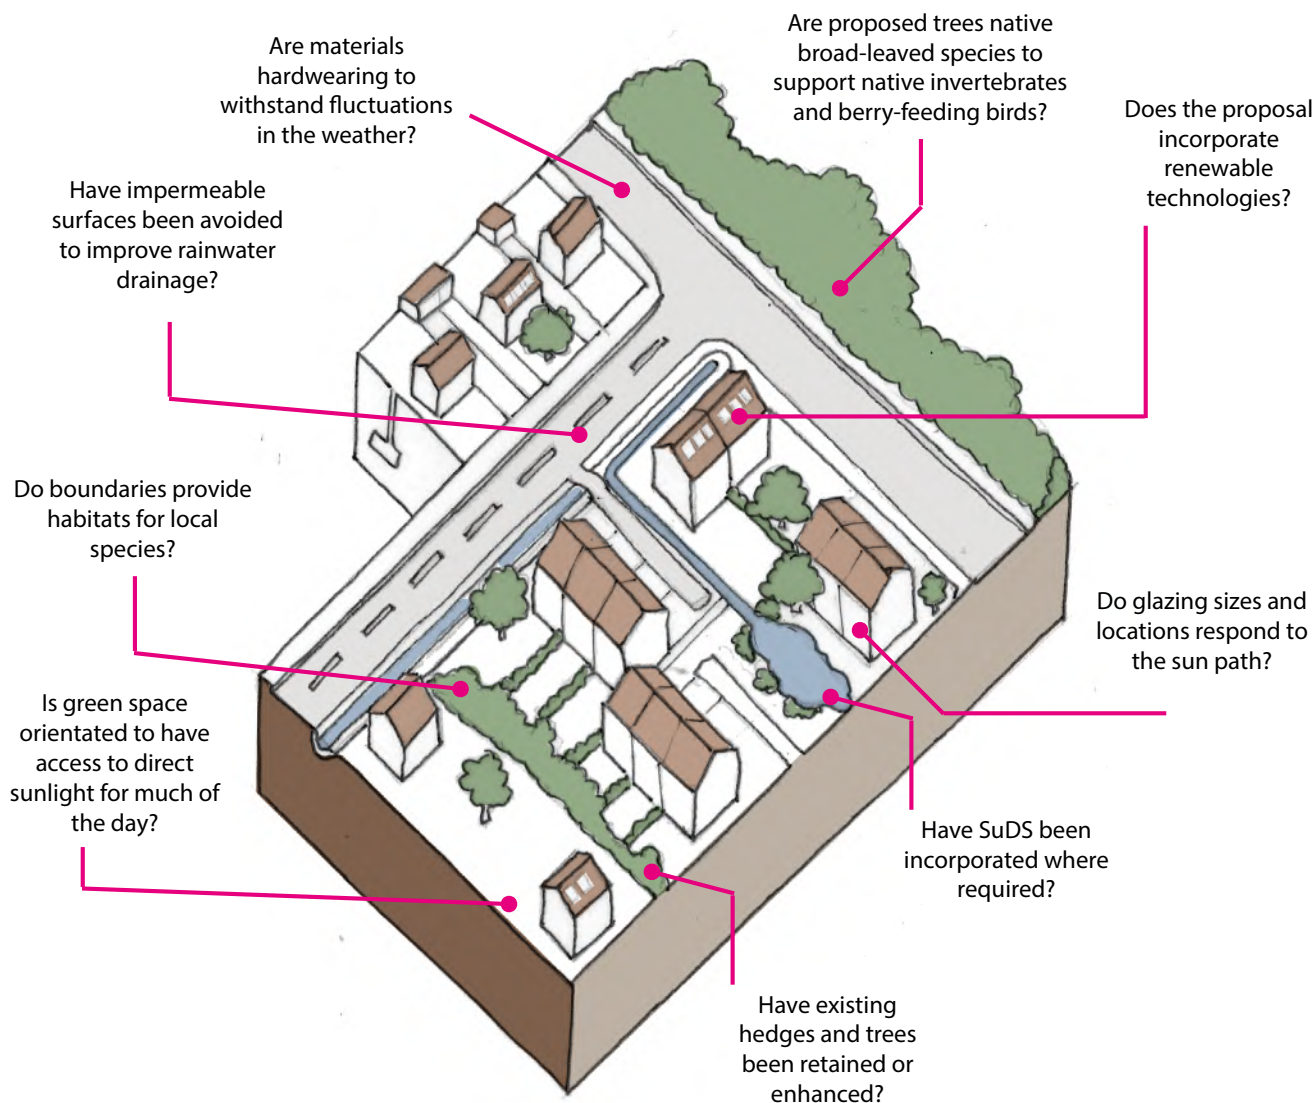 Are materials
hardwearing to
withstand fluctuations
in the weather?
Are proposed trees native
broad-leaved species to
support native invertebrates
and berry-feeding birds?
Does the proposal
incorporate
renewable
technologies?
Have impermeable
surfaces been avoided
to improve rainwater
drainage?
Do boundaries provide
habitats for local
species?
Do glazing sizes and
locations respond to
the sun path?
Is green space
orientated to have
access to direct
sunlight for much of
the day?
Have SuDS been
incorporated where
required?
Have existing
hedges and trees
been retained or
enhanced?